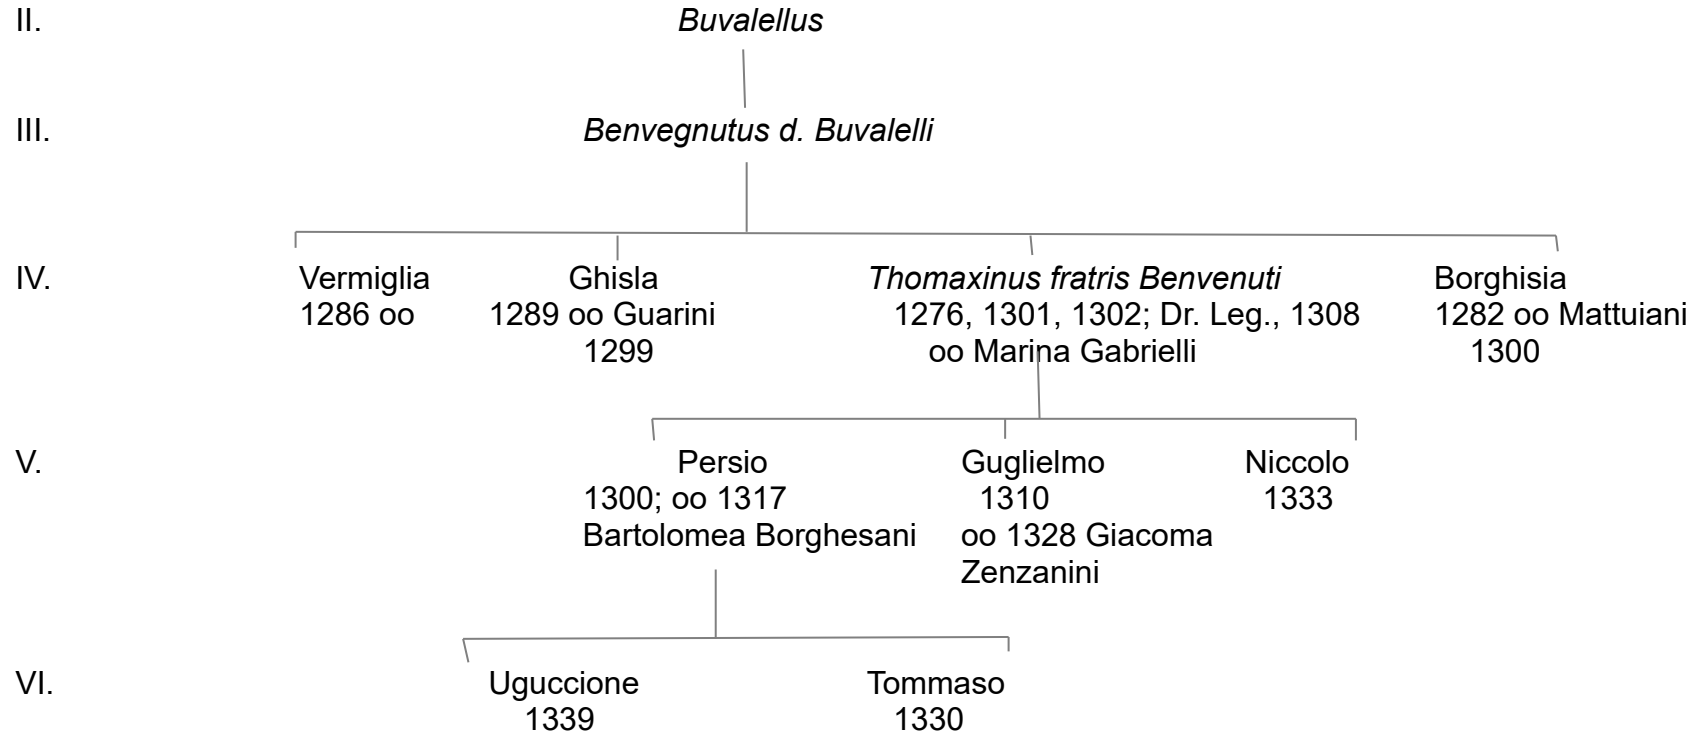 II. Buvalellus
III. Benvegnutus d. Buvalelli
IV. Vermiglia Ghisla Thomaxinus fratris Benvenuti Borghisia
1286 oo 1289 oo Guarini 1276, 1301, 1302; Dr. Leg., 1308 1282 oo Mattuiani
1299 oo Marina Gabrielli 1300
V. Persio Guglielmo Niccolo
1300; oo 1317 1310 1333
Bartolomea Borghesani oo 1328 Giacoma
Zenzanini
VI. Uguccione Tommaso
1339 1330